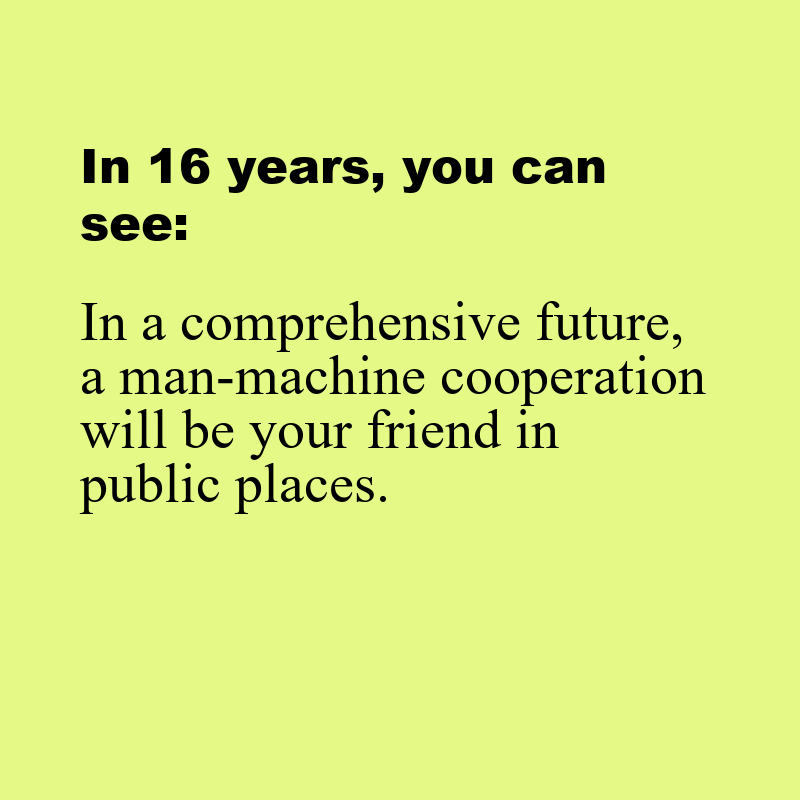 In 16 years, you can
see:
In a comprehensive future,
a man-machine cooperation
will be your friend in
public places.